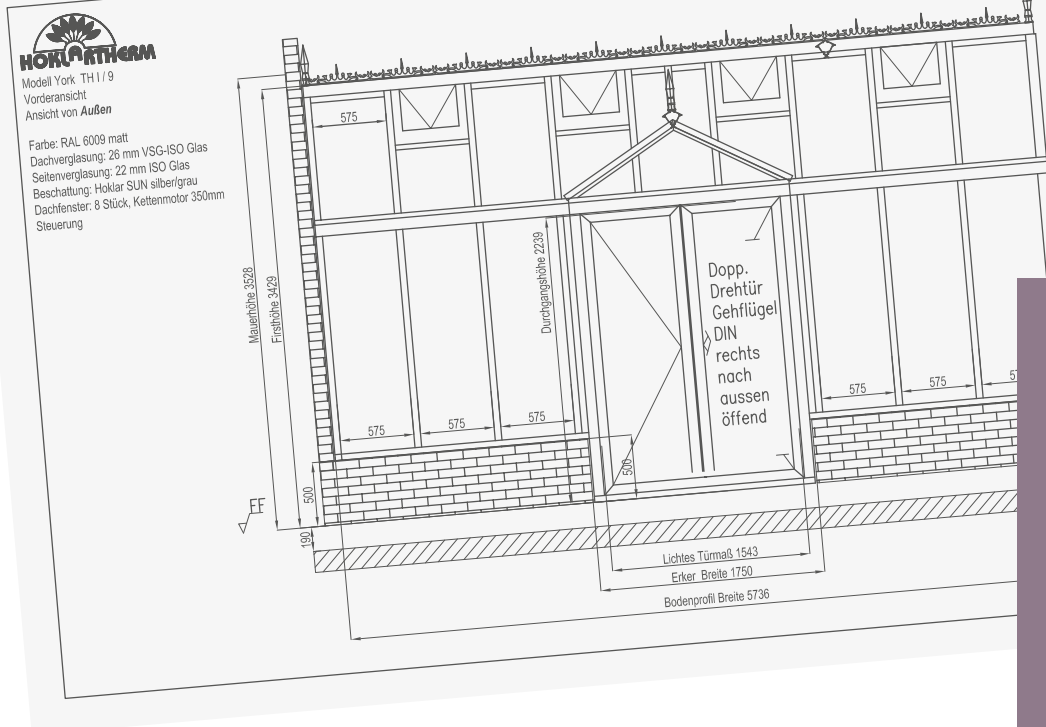 HOKLARTHERM
Modell York TH I / 9
Vorderansicht
Ansicht von Außen
Farbe: RAL 6009 matt
Dachverglasung: 26 mm VSG-ISO Glas
Seitenverglasung: 22 mm ISO Glas
Beschattung: Hoklar SUN silber/grau
Dachfenster: 8 Stück, Kettenmotor 350mm
Steuerung
575
Mauerhöhe 3528
Firsthöhe 3429
Durchgangshöhe 2239
Dopp.
Drehtür
Gehflügel
DIN
rechts
nach
aussen
öffend
575
575
575
575
575
500
500
FF
190
Lichtes Türmaß 1543
Erker Breite 1750
Bodenprofil Breite 5736